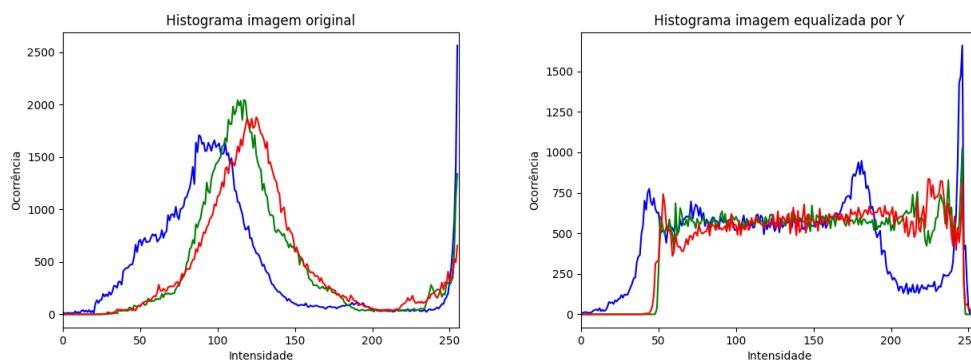 Histograma imagem original
2500
2000
1500
1000
500
0
0 50 100 150 200 250
Ocorrência
Intensidade
Histograma imagem equalizada por Y
1500
1250
1000
750
500
250
0
0 50 100 150 200 250
Ocorrência
Intensidade